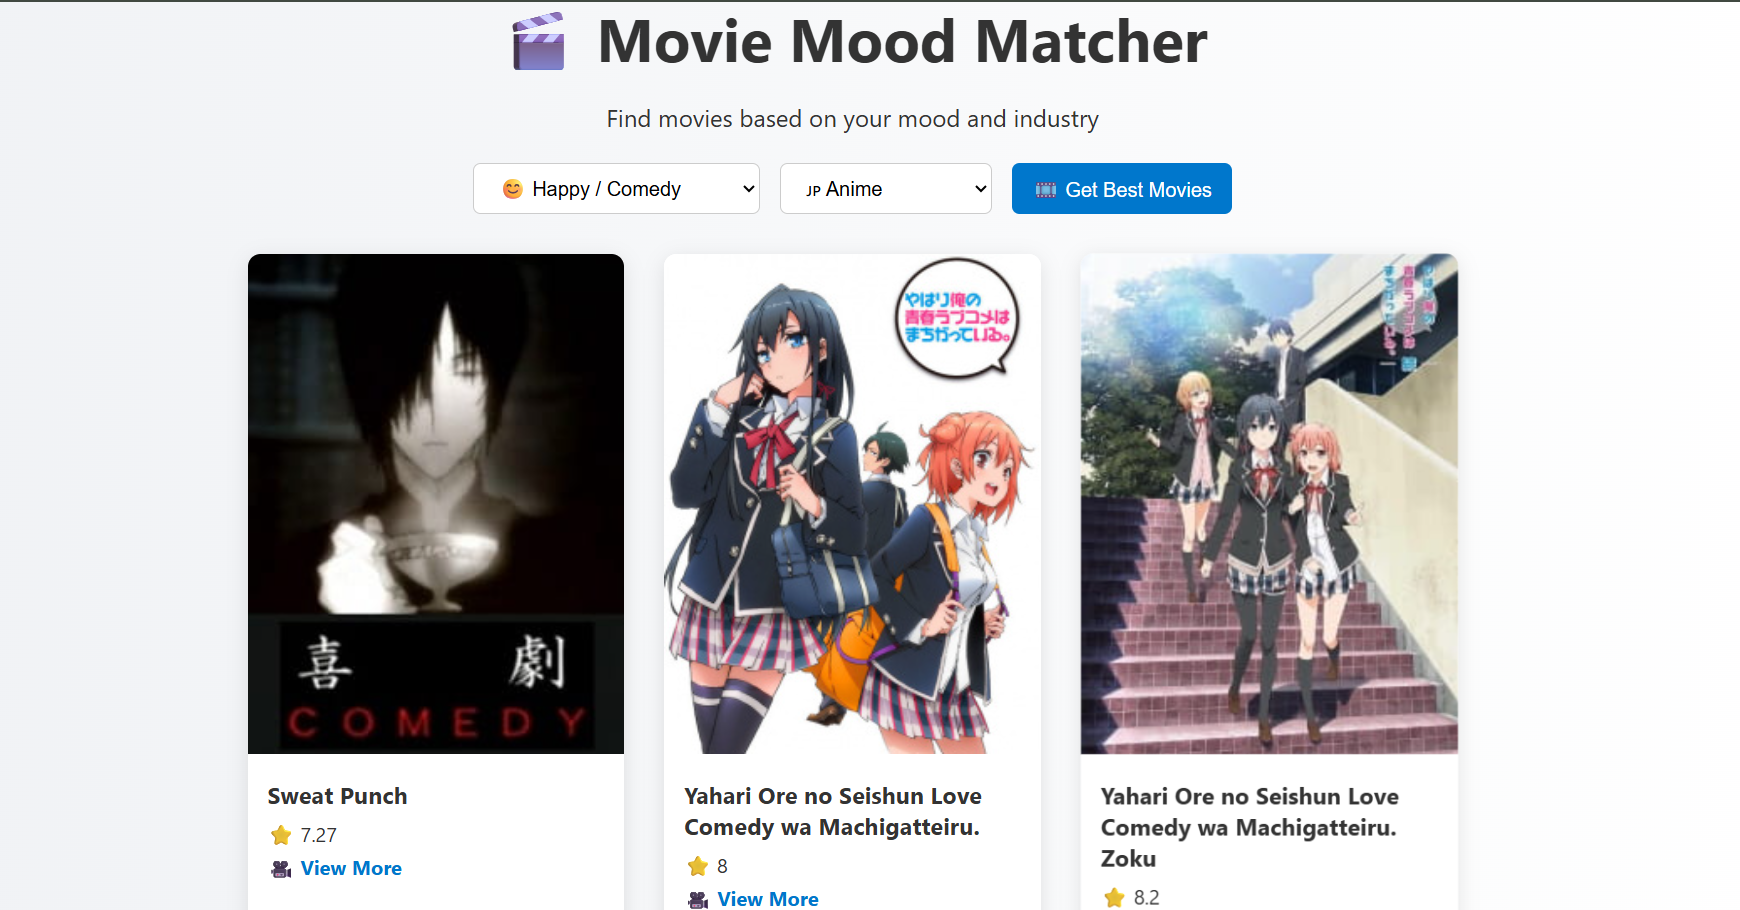 Movie Mood Matcher
Find movies based on your mood and industry
Happy / Comedy
JP Anime
Get Best Movies
喜 劇
COMEDY
Sweat Punch
7.27
View More
やはり俺の
青春ラブコメは
まちがっている。
Yahari Ore no Seishun Love
Comedy wa Machigatteiru.
8
View More
やはり俺の
青春ラブコメは
まちがっている。
Yahari Ore no Seishun Love
Comedy wa Machigatteiru.
Zoku
8.2